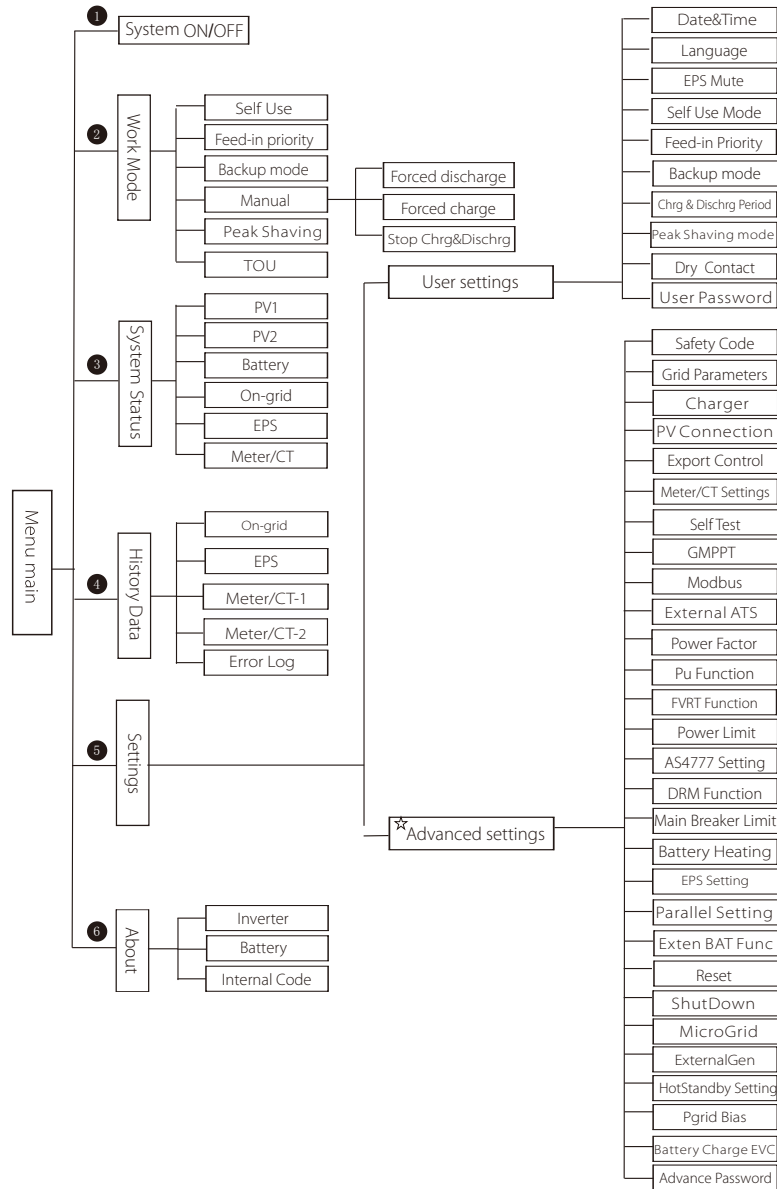 Menu main
1
System ON/OFF
2
Work Mode
Self Use
Feed-in priority
Backup mode
Manual
Peak Shaving
TOU
Forced discharge
Forced charge
Stop Chrg&Dischrg
3
System Status
PV1
PV2
Battery
On-grid
EPS
Meter/CT
4
History Data
On-grid
EPS
Meter/CT-1
Meter/CT-2
Error Log
5
Settings
User settings
Date&Time
Language
EPS Mute
Self Use Mode
Feed-in Priority
Backup mode
Chrg & Dischrg Period
Peak Shaving mode
Dry Contact
User Password
☆Advanced settings
Safety Code
Grid Parameters
Charger
PV Connection
Export Control
Meter/CT Settings
Self Test
GMPPT
Modbus
External ATS
Power Factor
Pu Function
FVRT Function
Power Limit
AS4777 Setting
DRM Function
Main Breaker Limit
Battery Heating
EPS Setting
Parallel Setting
Exten BAT Func
Reset
ShutDown
MicroGrid
ExternalGen
HotStandby Setting
Pgrid Bias
Battery Charge EVC
Advance Password
6
About
Inverter
Battery
Internal Code